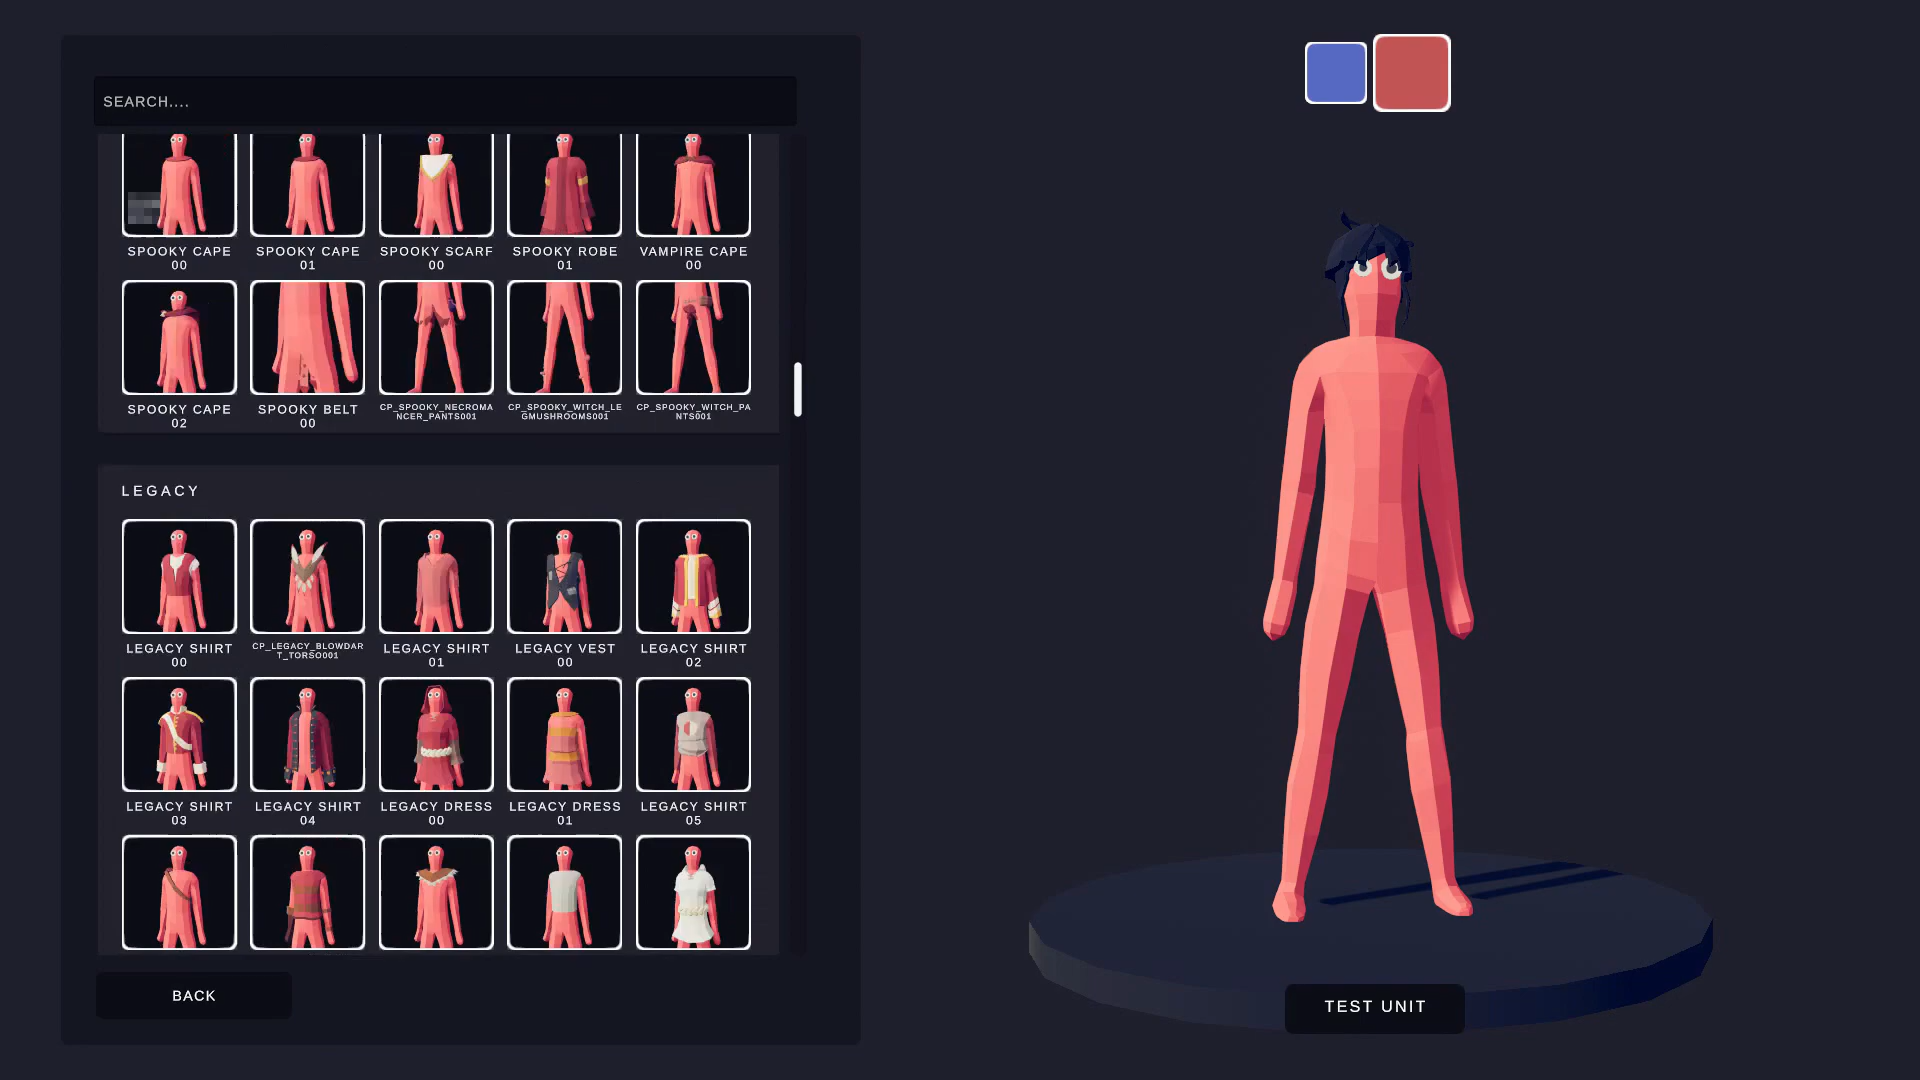 SEARCH....
SPOOKY CAPE 00
SPOOKY CAPE 01
SPOOKY SCARF 00
SPOOKY ROBE 01
VAMPIRE CAPE 00
SPOOKY CAPE 02
SPOOKY BELT 00
CP_SPOOKY_NECROMA
NCER_PANTS001
CP_SPOOKY_WITCH_LE
GMUSHROOMS001
CP_SPOOKY_WITCH_PA
NTS001
LEGACY
LEGACY SHIRT 00
CP_LEGACY_BLOWDAR
T_TORSO001
LEGACY SHIRT 01
LEGACY VEST 00
LEGACY SHIRT 02
LEGACY SHIRT 03
LEGACY SHIRT 04
LEGACY DRESS 00
LEGACY DRESS 01
LEGACY SHIRT 05
BACK
TEST UNIT